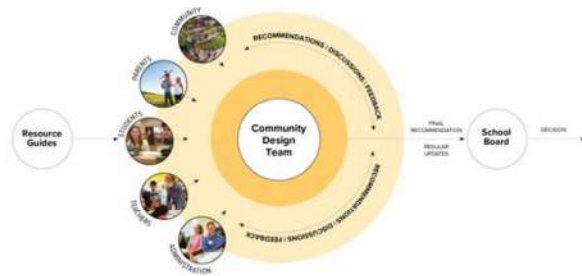 COMMUNITY
PARENTS
STUDENTS
TEACHERS
ADMINISTRATION
Resource
Guides
RECOMMENDATIONS / DISCUSSIONS / FEEDBACK
Community
Design
Team
RECOMMENDATIONS / DISCUSSIONS / FEEDBACK
FINAL
RECOMMENDATION
REGULAR
UPDATES
School
Board
DECISION